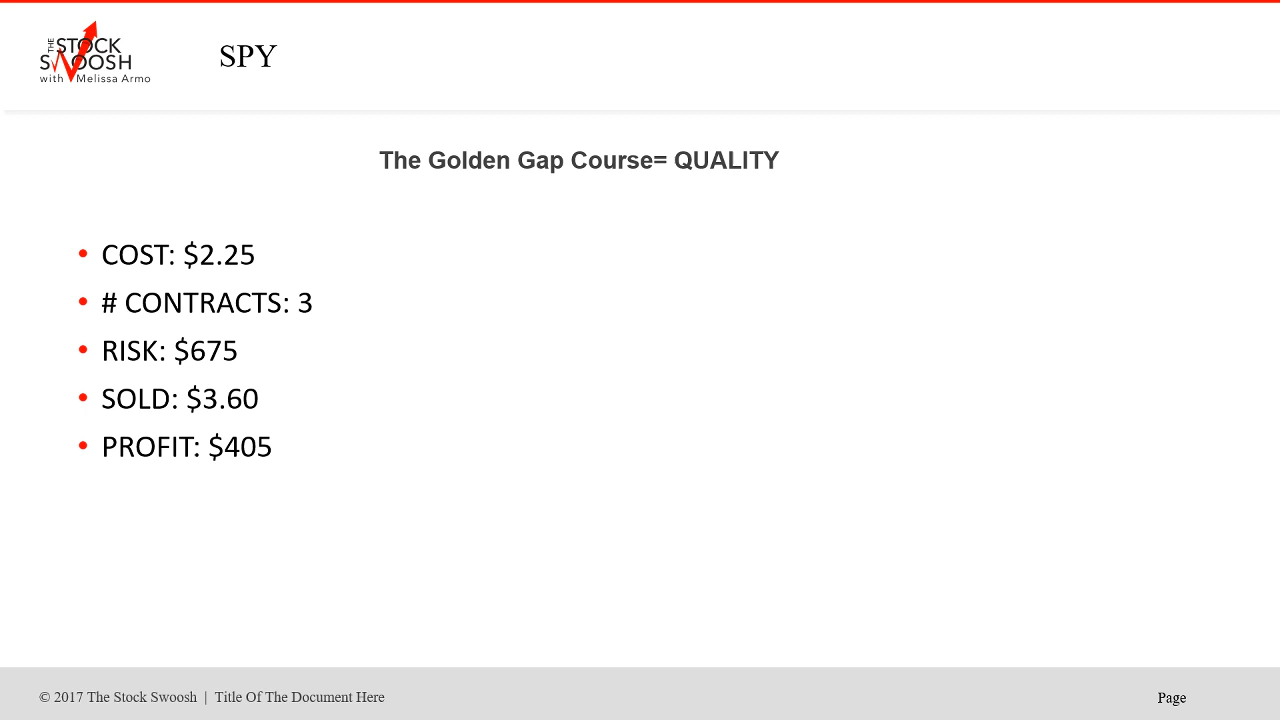 THE STOCK
SWOOSH
with Melissa Armo
SPY
The Golden Gap Course= QUALITY
• COST: $2.25
• # CONTRACTS: 3
• RISK: $675
• SOLD: $3.60
• PROFIT: $405
© 2017 The Stock Swoosh | Title Of The Document Here
Page